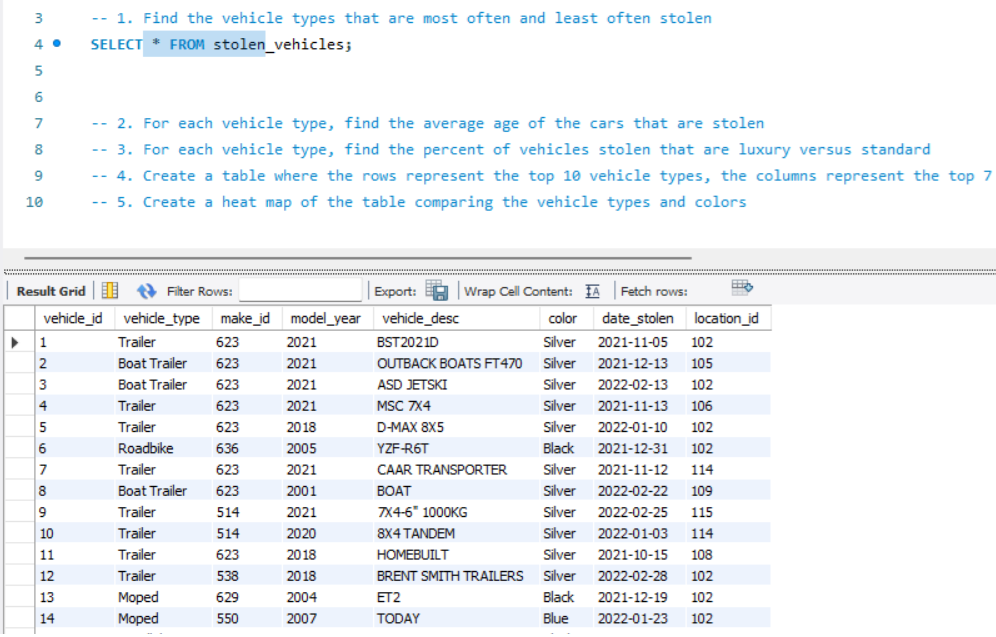 3 -- 1. Find the vehicle types that are most often and least often stolen
4 SELECT * FROM stolen_vehicles;
5
6
7 -- 2. For each vehicle type, find the average age of the cars that are stolen
8 -- 3. For each vehicle type, find the percent of vehicles stolen that are luxury versus standard
9 -- 4. Create a table where the rows represent the top 10 vehicle types, the columns represent the top 7
10 -- 5. Create a heat map of the table comparing the vehicle types and colors
Result Grid Filter Rows: Export: Wrap Cell Content: IA Fetch rows:
vehicle_id vehicle_type make_id model_year vehicle_desc color date_stolen location_id
1 Trailer 623 2021 BST2021D Silver 2021-11-05 102
2 Boat Trailer 623 2021 OUTBACK BOATS FT470 Silver 2021-12-13 105
3 Boat Trailer 623 2021 ASD JETSKI Silver 2022-02-13 102
4 Trailer 623 2021 MSC 7X4 Silver 2021-11-13 106
5 Trailer 623 2018 D-MAX 8X5 Silver 2022-01-10 102
6 Roadbike 636 2005 YZF-R6T Black 2021-12-31 102
7 Trailer 623 2021 CAAR TRANSPORTER Silver 2021-11-12 114
8 Boat Trailer 623 2001 BOAT Silver 2022-02-22 109
9 Trailer 514 2021 7X4-6" 1000KG Silver 2022-02-25 115
10 Trailer 514 2020 8X4 TANDEM Silver 2022-01-03 114
11 Trailer 623 2018 HOMEBUILT Silver 2021-10-15 108
12 Trailer 538 2018 BRENT SMITH TRAILERS Silver 2022-02-28 102
13 Moped 629 2004 ET2 Black 2021-12-19 102
14 Moped 550 2007 TODAY Blue 2022-01-23 102